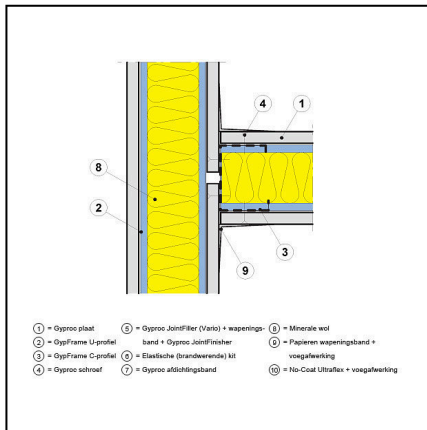 4
1
8
2
3
9
1 = Gyproc plaat
2 = GypFrame U-profiel
3 = GypFrame C-profiel
4 = Gyproc schroef
5 = Gyproc JointFiller (Vario) + wapenings-
band + Gyproc JointFinisher
6 = Elastische (brandwerende) kit
7 = Gyproc afdichtingsband
8 = Minerale wol
9 = Papieren wapeningsband +
voegafwerking
10 = No-Coat Ultraflex + voegafwerking